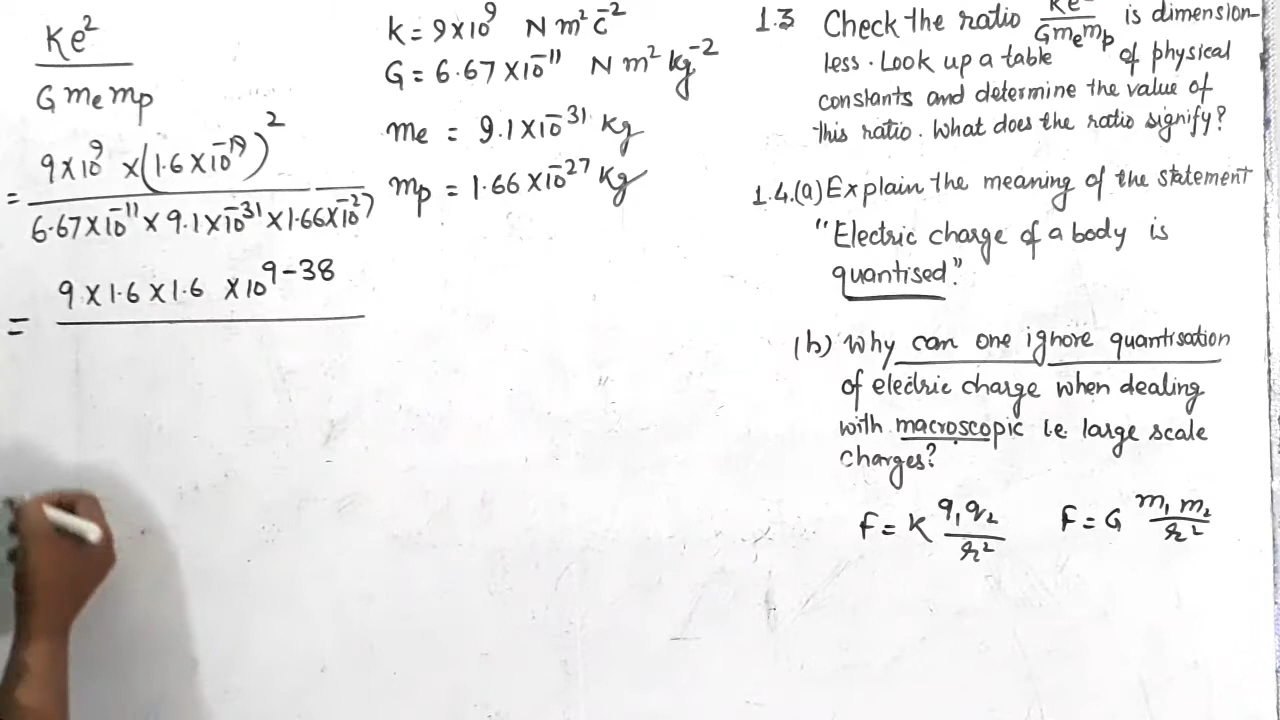 Ke²
G mₑ mp
= 9×10⁹ × (1.6×10⁻¹⁹)²
6.67×10⁻¹¹ × 9.1×10⁻³¹ × 1.66×10⁻²⁷
= 9×1.6×1.6 ×10⁹⁻³⁸
K = 9×10⁹ N m² C⁻²
G = 6.67×10⁻¹¹ N m² kg⁻²
me = 9.1×10⁻³¹ kg
mp = 1.66×10⁻²⁷ kg
1.3 Check the ratio Ke / Gmₑmp is dimension-
less. Look up a table of physical
constants and determine the value of
this ratio. What does the ratio signify?
1.4.(a) Explain the meaning of the statement
"Electric charge of a body is
quantised."
(b) Why can one ignore quantisation
of electric charge when dealing
with macroscopic i.e large scale
charges?
F = K q₁q₂ / r² F = G m₁ m₂ / r²